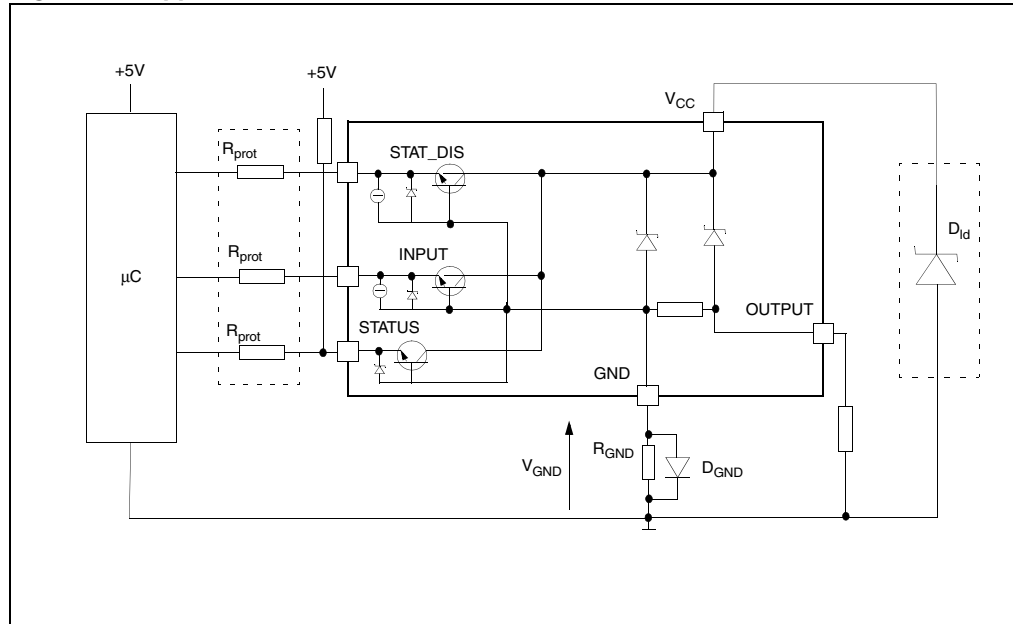 +5V
+5V
VCC
Rprot
STAT_DIS
Dld
Rprot
INPUT
µC
Rprot
STATUS
OUTPUT
GND
RGND
VGND
DGND